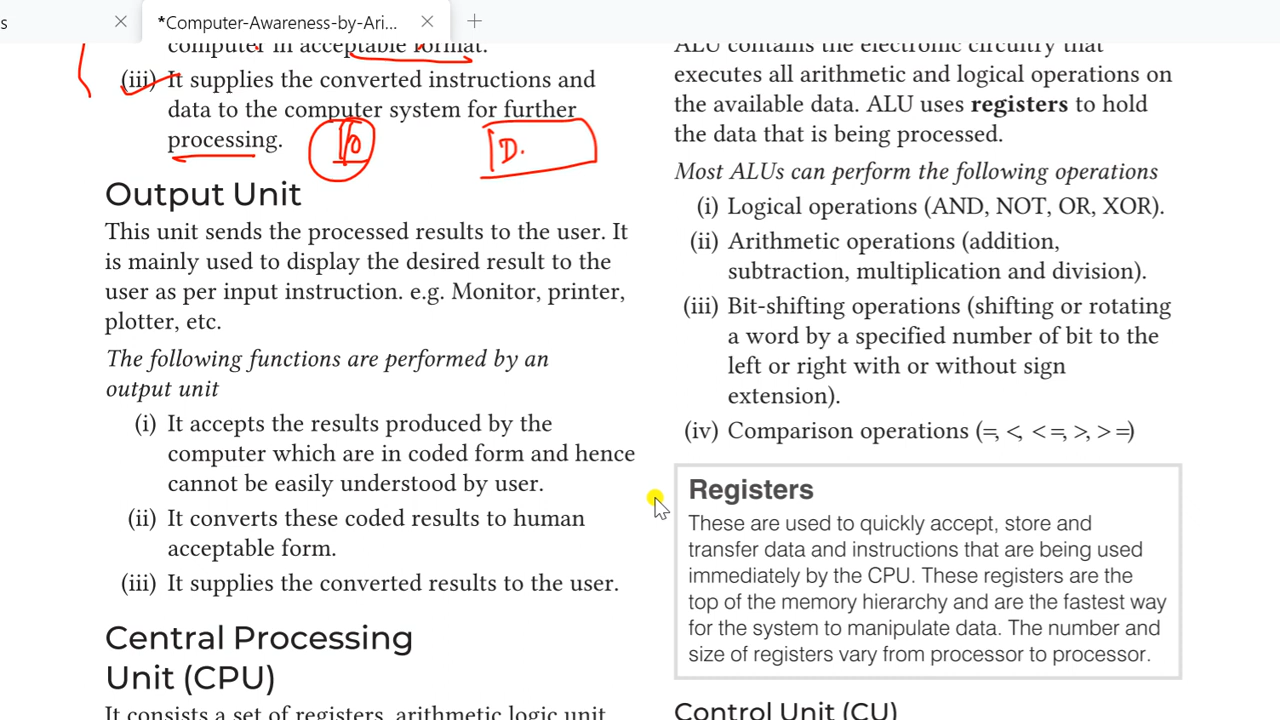 s
*Computer-Awareness-by-Ari...
computer in acceptable format.
(iii) It supplies the converted instructions and
data to the computer system for further
processing.
D.
Output Unit
This unit sends the processed results to the user. It
is mainly used to display the desired result to the
user as per input instruction. e.g. Monitor, printer,
plotter, etc.
The following functions are performed by an
output unit
(i) It accepts the results produced by the
computer which are in coded form and hence
cannot be easily understood by user.
(ii) It converts these coded results to human
acceptable form.
(iii) It supplies the converted results to the user.
Central Processing
Unit (CPU)
It consists a set of registers, arithmetic logic unit
ALU contains the electronic circuitry that
executes all arithmetic and logical operations on
the available data. ALU uses registers to hold
the data that is being processed.
Most ALUs can perform the following operations
(i) Logical operations (AND, NOT, OR, XOR).
(ii) Arithmetic operations (addition,
subtraction, multiplication and division).
(iii) Bit-shifting operations (shifting or rotating
a word by a specified number of bit to the
left or right with or without sign
extension).
(iv) Comparison operations (=, <, <=, >, >=)
Registers
These are used to quickly accept, store and
transfer data and instructions that are being used
immediately by the CPU. These registers are the
top of the memory hierarchy and are the fastest way
for the system to manipulate data. The number and
size of registers vary from processor to processor.
Control Unit (CU)